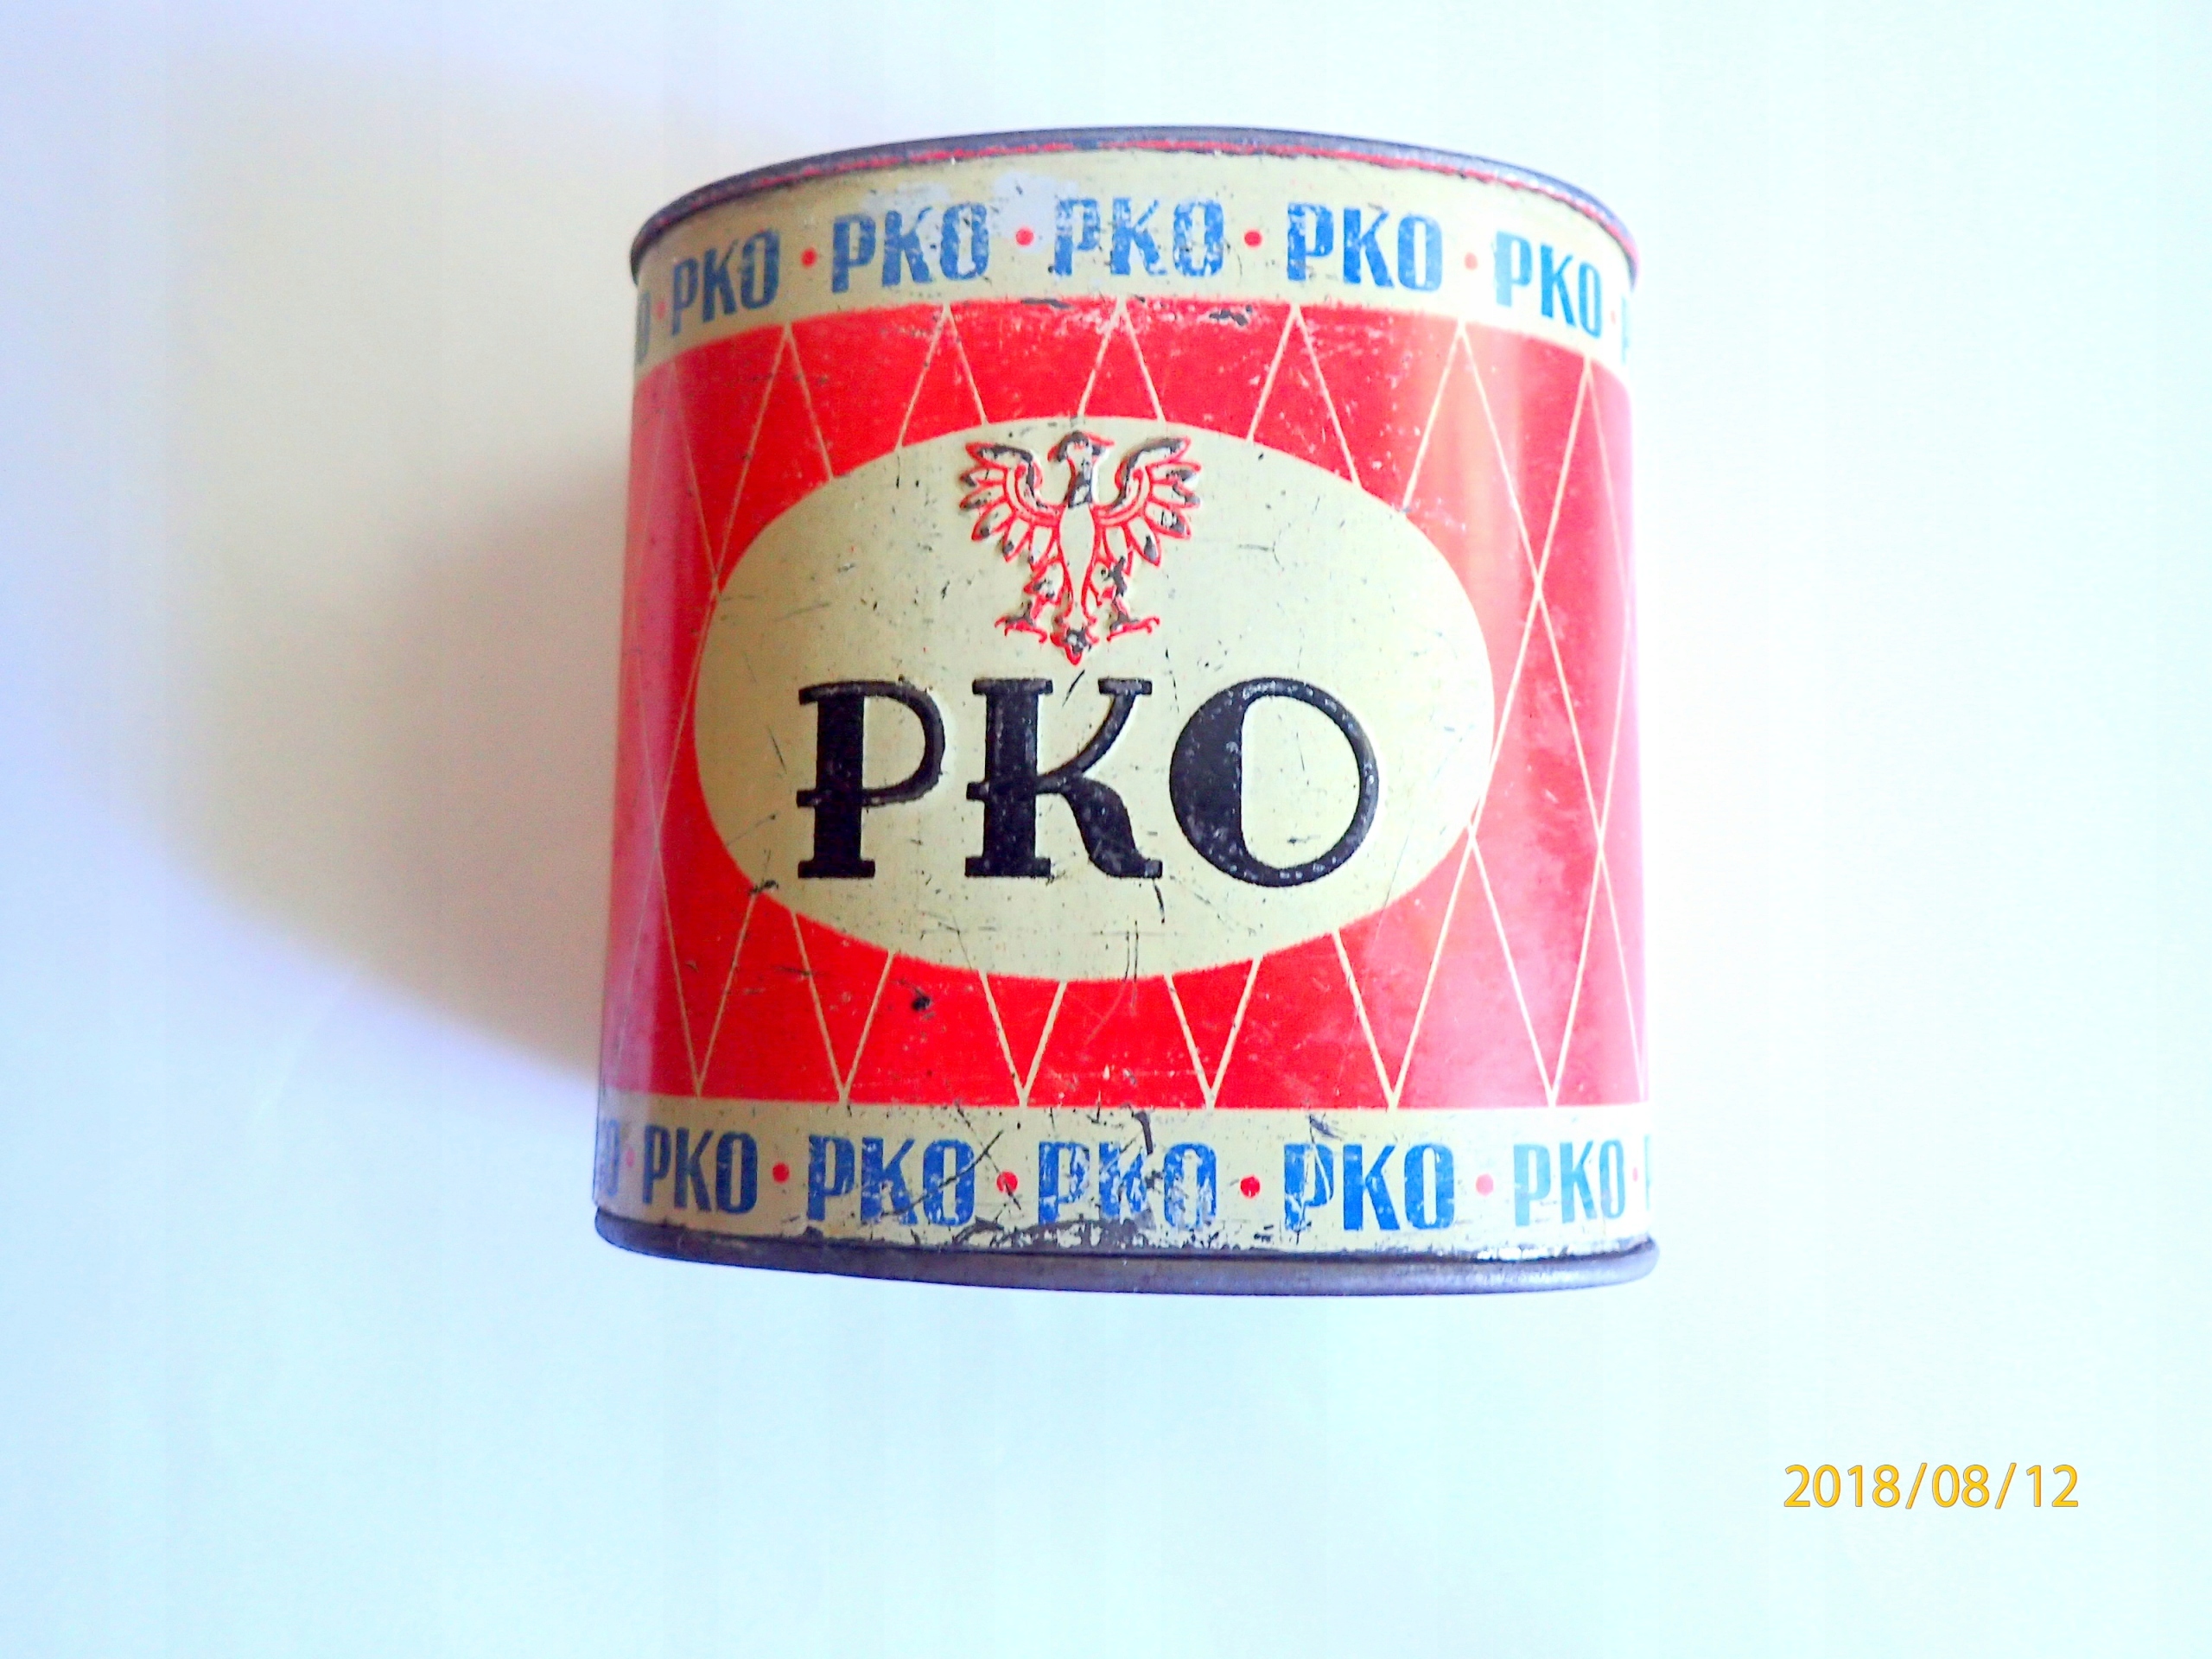 PKO • PKO • PKO • PKO • PKO
PKO
PKO • PKO • PKO • PKO • PKO
2018/08/12